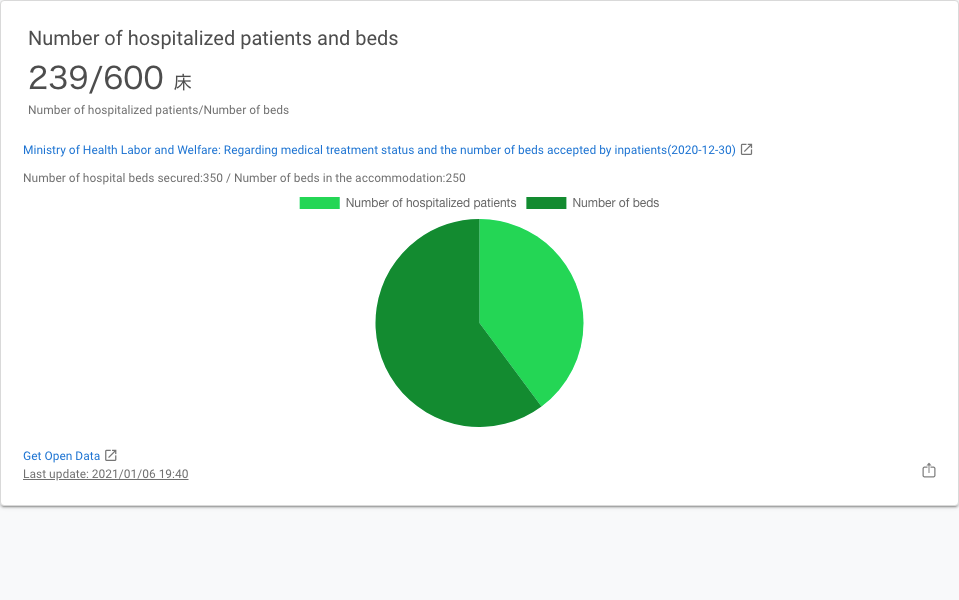 Number of hospitalized patients and beds
239/600 床
Number of hospitalized patients/Number of beds
Ministry of Health Labor and Welfare: Regarding medical treatment status and the number of beds accepted by inpatients(2020-12-30)
Number of hospital beds secured:350 / Number of beds in the accommodation:250
Number of hospitalized patients Number of beds
Get Open Data
Last update: 2021/01/06 19:40